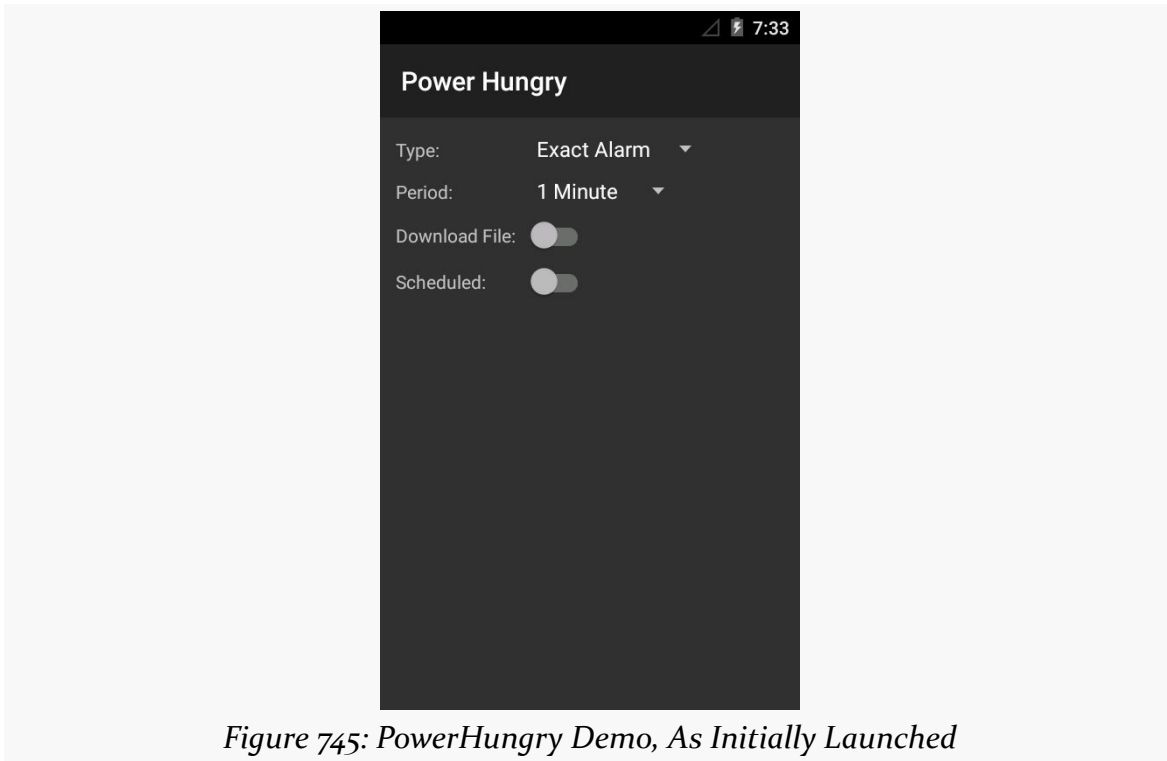 7:33
Power Hungry
Type: Exact Alarm
Period: 1 Minute
Download File:
Scheduled:
Figure 745: PowerHungry Demo, As Initially Launched